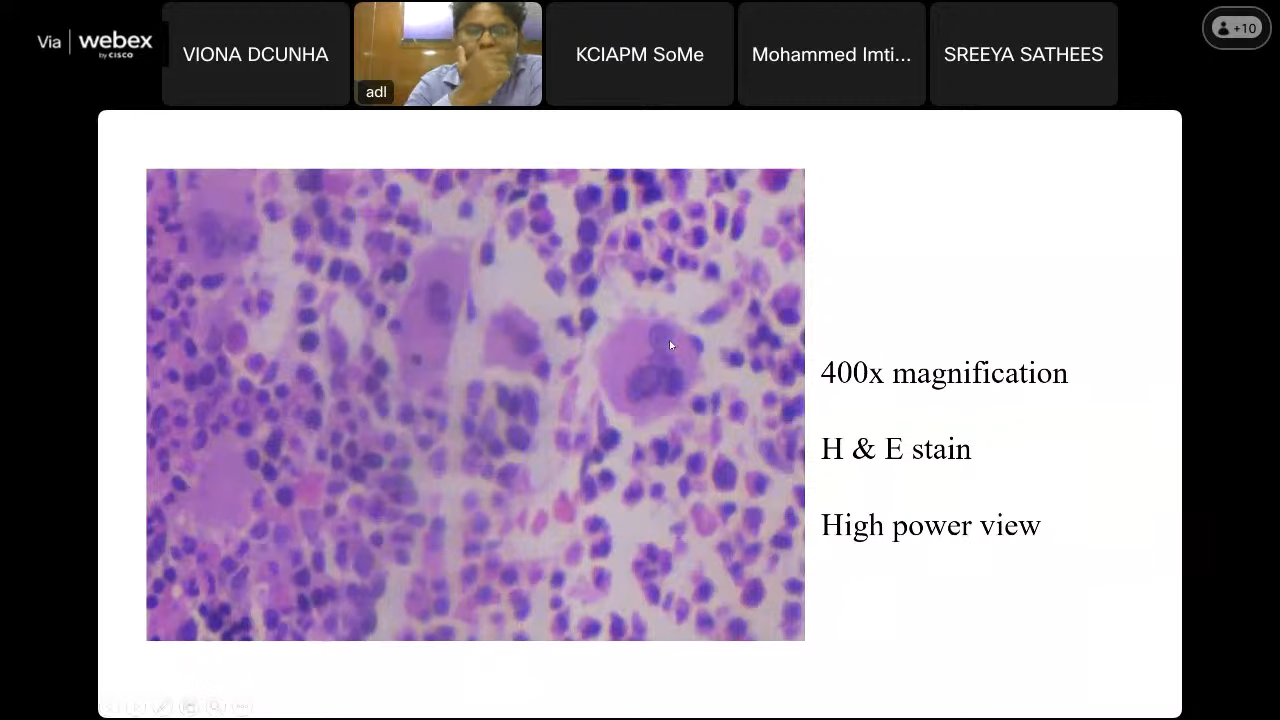 Via webex
by CISCO
VIONA DCUNHA
adl
KCIAPM SoMe
Mohammed Imti...
SREEYA SATHEES
+10
400x magnification
H & E stain
High power view